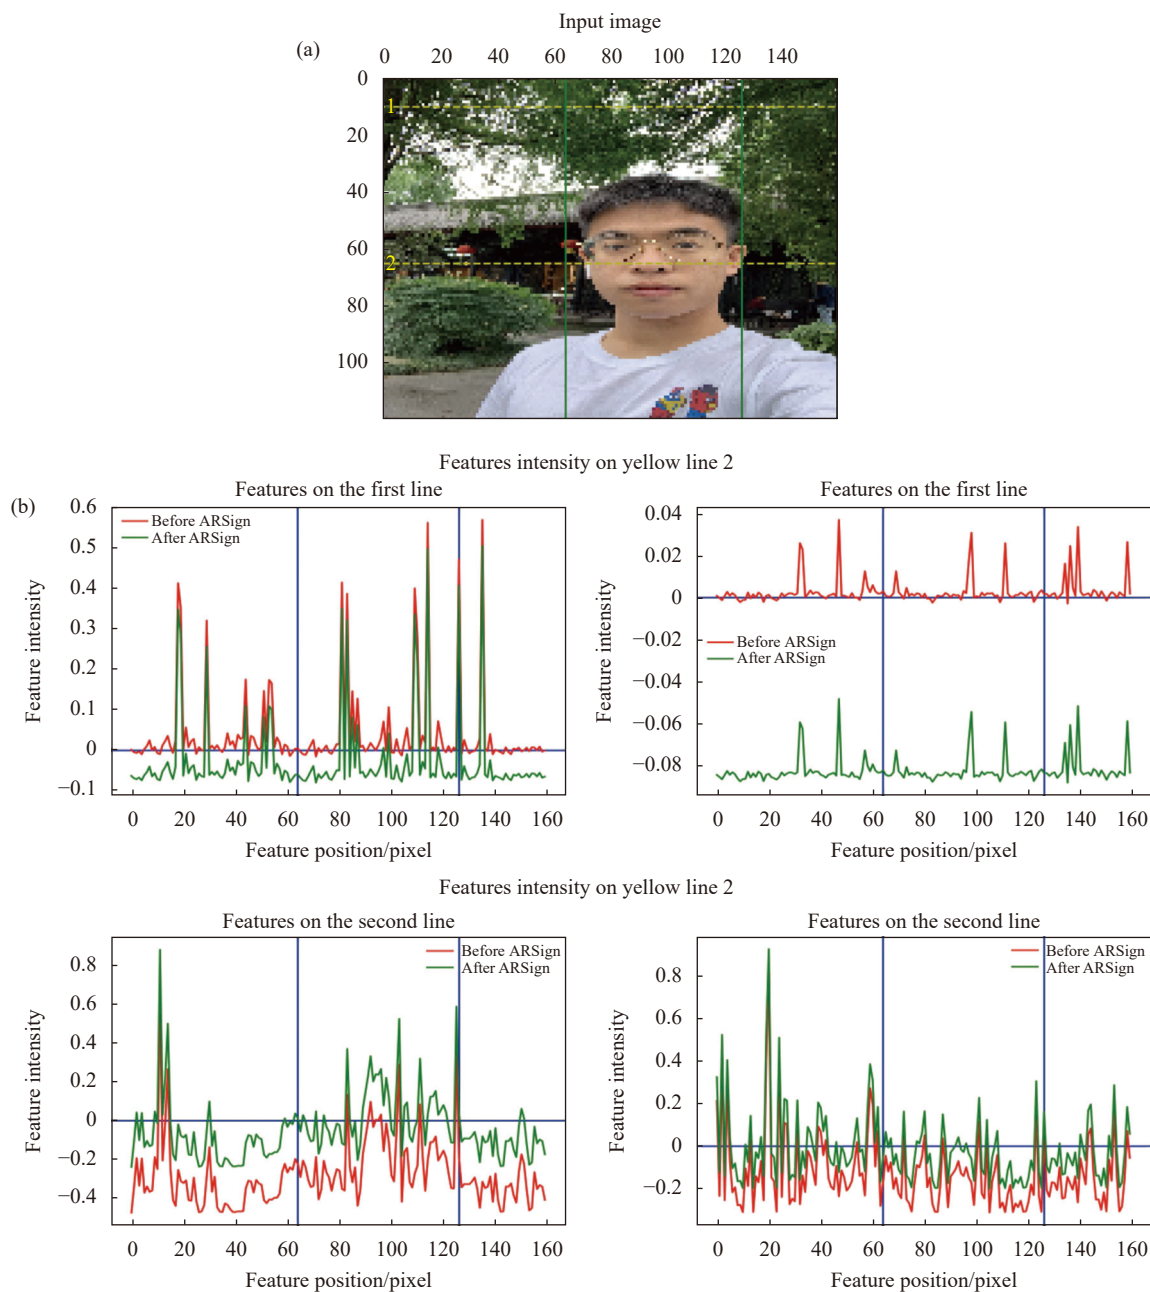 Input image
(a)
0 20 40 60 80 100 120 140
0
20
40
60
80
100
1
2
Features intensity on yellow line 2
(b)
Features on the first line
0.6
0.5
0.4
0.3
0.2
0.1
0
−0.1
Before ARSign
After ARSign
Feature intensity
0 20 40 60 80 100 120 140 160
Feature position/pixel
Features on the first line
0.04
0.02
0
−0.02
−0.04
−0.06
−0.08
Before ARSign
After ARSign
Feature intensity
0 20 40 60 80 100 120 140 160
Feature position/pixel
Features intensity on yellow line 2
Features on the second line
0.8
0.6
0.4
0.2
0
−0.2
−0.4
Before ARSign
After ARSign
Feature intensity
0 20 40 60 80 100 120 140 160
Feature position/pixel
Features on the second line
0.8
0.6
0.4
0.2
0
−0.2
Before ARSign
After ARSign
Feature intensity
0 20 40 60 80 100 120 140 160
Feature position/pixel